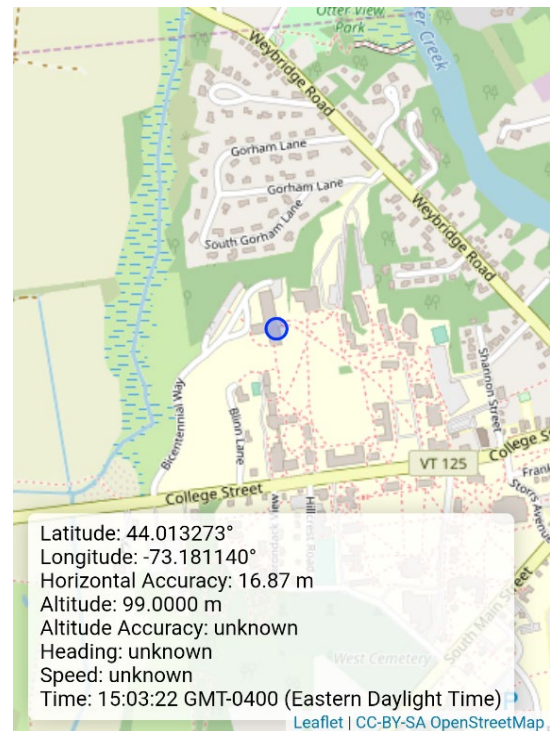 Otter View
Park
Otter Creek
Weybridge Road
Gorham Lane
Gorham Lane
South Gorham Lane
Weybridge Road
Shannon Street
Bicentennial Way
Blinn Lane
VT 125
College Street
Hillcrest Road
Storrs Avenue
South Main Street
West Cemetery
Latitude: 44.013273°
Longitude: -73.181140°
Horizontal Accuracy: 16.87 m
Altitude: 99.0000 m
Altitude Accuracy: unknown
Heading: unknown
Speed: unknown
Time: 15:03:22 GMT-0400 (Eastern Daylight Time)
Leaflet | CC-BY-SA OpenStreetMap